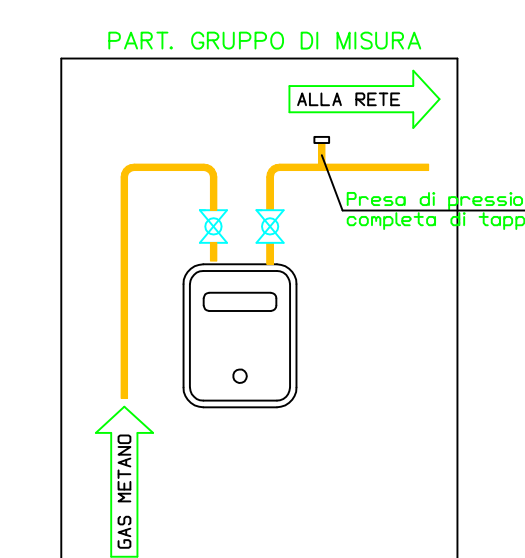 PART. GRUPPO DI MISURA
ALLA RETE
Presa di pressio
completa di tapp
GAS METANO